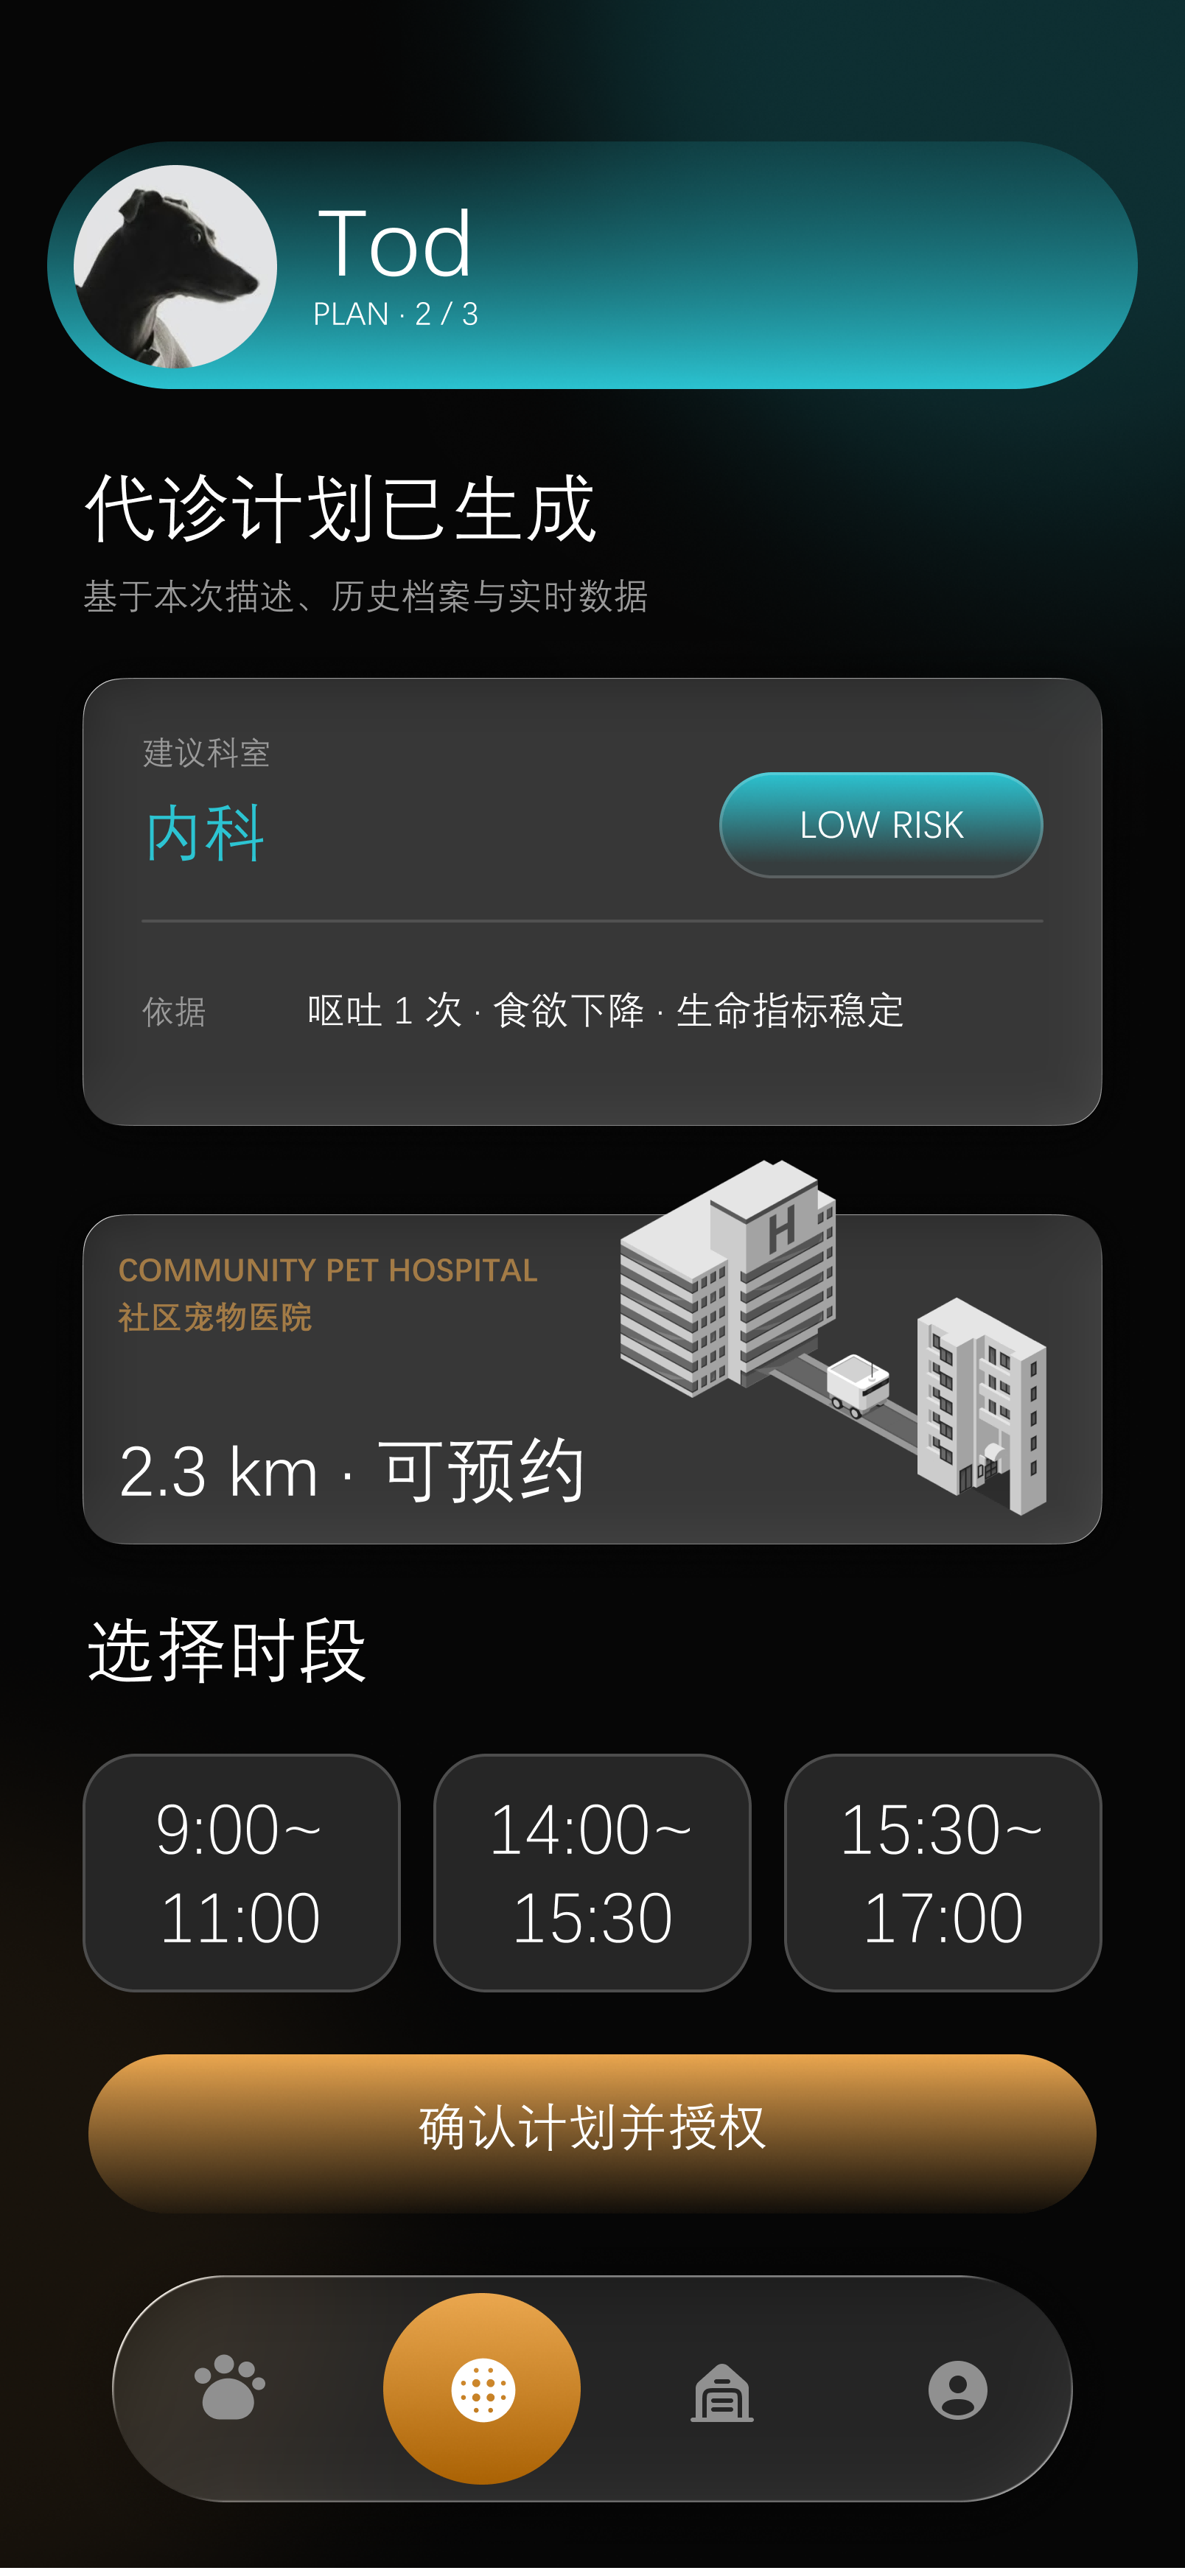 Tod
PLAN · 2 / 3
代诊计划已生成
基于本次描述、历史档案与实时数据
建议科室
内科
LOW RISK
依据 呕吐 1 次 · 食欲下降 · 生命指标稳定
H
COMMUNITY PET HOSPITAL
社区宠物医院
2.3 km · 可预约
选择时段
9:00~
11:00
14:00~
15:30
15:30~
17:00
确认计划并授权